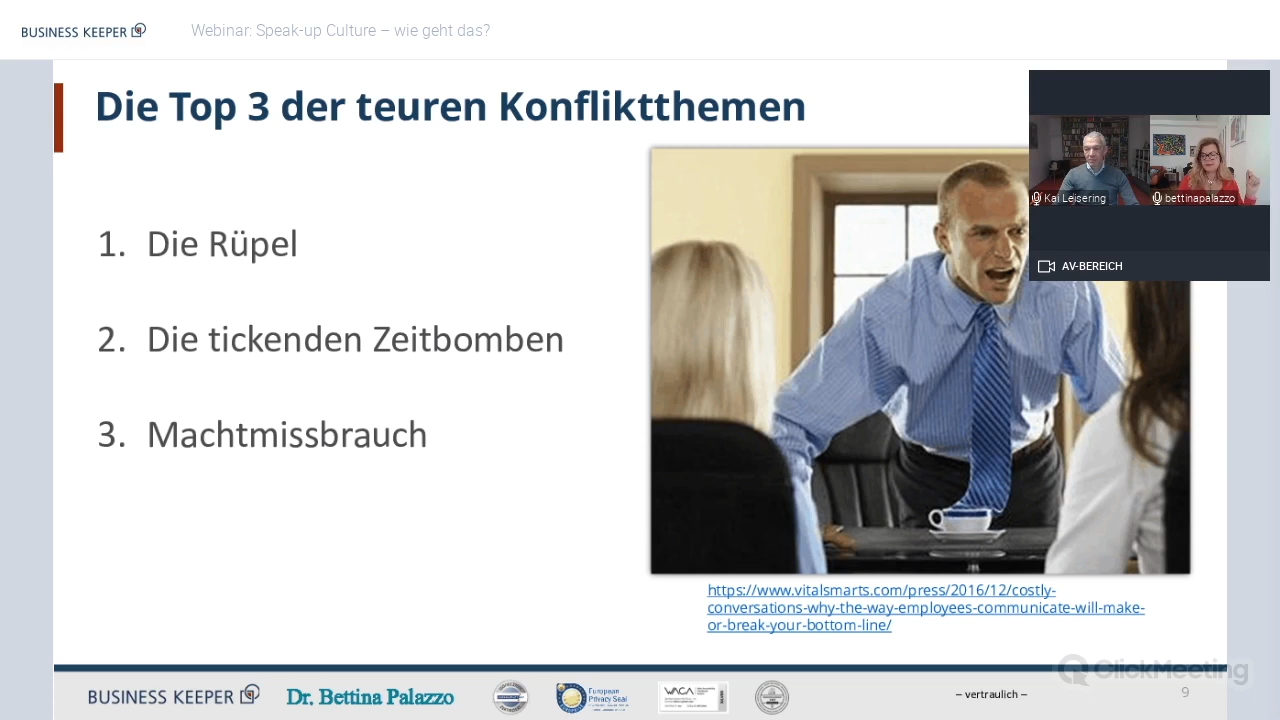 BUSINESS KEEPER
Webinar: Speak-up Culture – wie geht das?
Die Top 3 der teuren Konfliktthemen
Kai Leisering
bettinapalazzo
AV-BEREICH
1. Die Rüpel
2. Die tickenden Zeitbomben
3. Machtmissbrauch
https://www.vitalsmarts.com/press/2016/12/costly-
conversations-why-the-way-employees-communicate-will-make-
or-break-your-bottom-line/
ClickMeeting
BUSINESS KEEPER
Dr. Bettina Palazzo
European
Privacy Seal
WACA
– vertraulich –
9